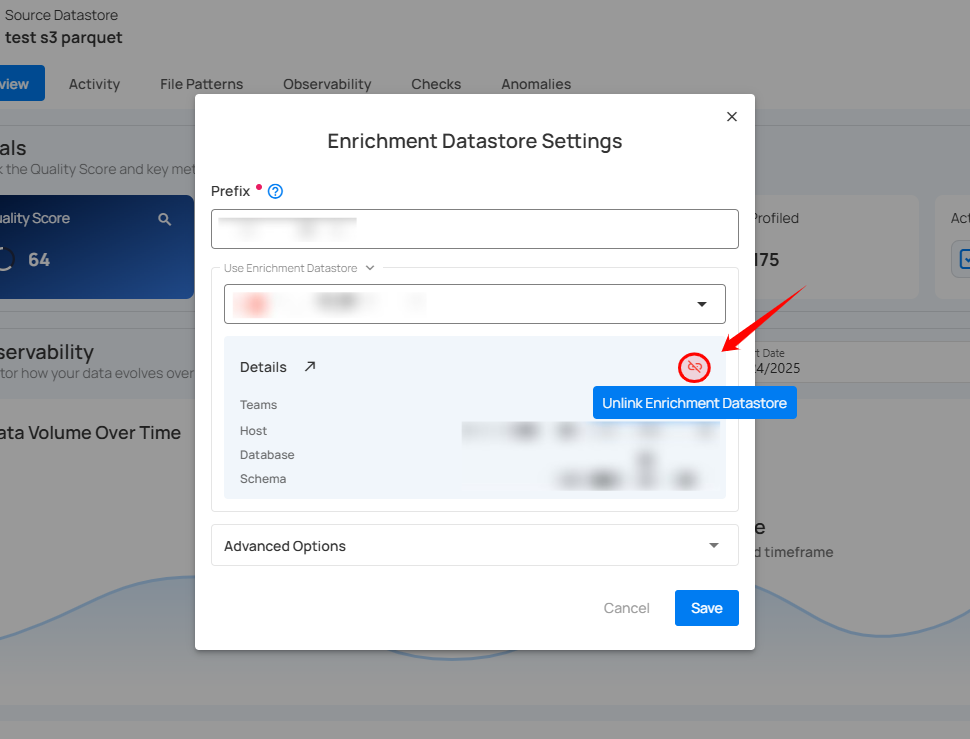 Source Datastore
test s3 parquet
view
Activity
File Patterns
Observability
Checks
Anomalies
Enrichment Datastore Settings
als
k the Quality Score and key met
Prefix
uality Score
64
Profiled
175
Act
Use Enrichment Datastore
servability
tor how your data evolves over
rt Date
4/2025
Details
Unlink Enrichment Datastore
Teams
Host
Database
Schema
ata Volume Over Time
e
d timeframe
Advanced Options
Cancel
Save